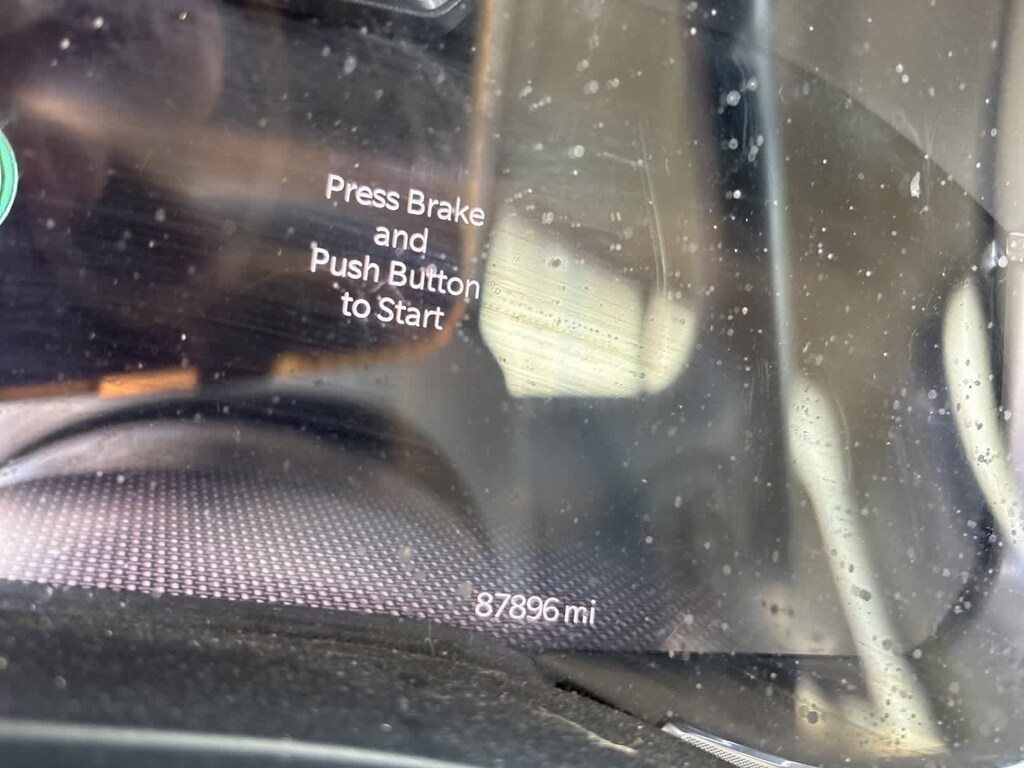 Press Brake
and
Push Button
to Start
87896 mi